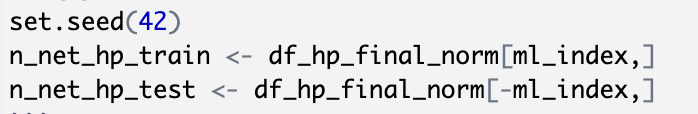 set.seed(42)
n_net_hp_train <- df_hp_final_norm[ml_index,]
n_net_hp_test <- df_hp_final_norm[-ml_index,]